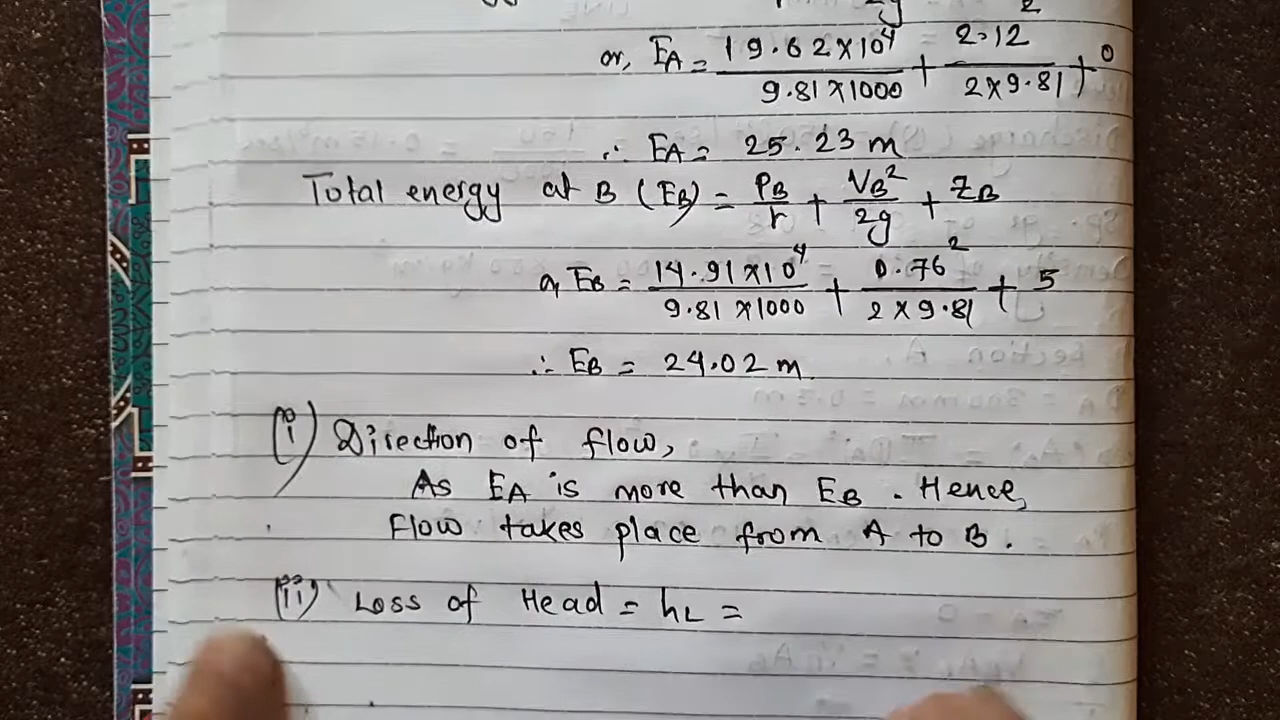 2g
2
or, EA = 19.62×10⁴ / 9.81×1000 + 2.12 / 2×9.81 + 0
∴ EA = 25.23 m
Total energy at B (EB) = PB/r + VB²/2g + ZB
or, EB = 14.91×10⁴ / 9.81×1000 + 0.76² / 2×9.81 + 5
∴ EB = 24.02 m
(i) Direction of flow,
As EA is more than EB. Hence,
Flow takes place from A to B.
(ii) Loss of Head = hL =